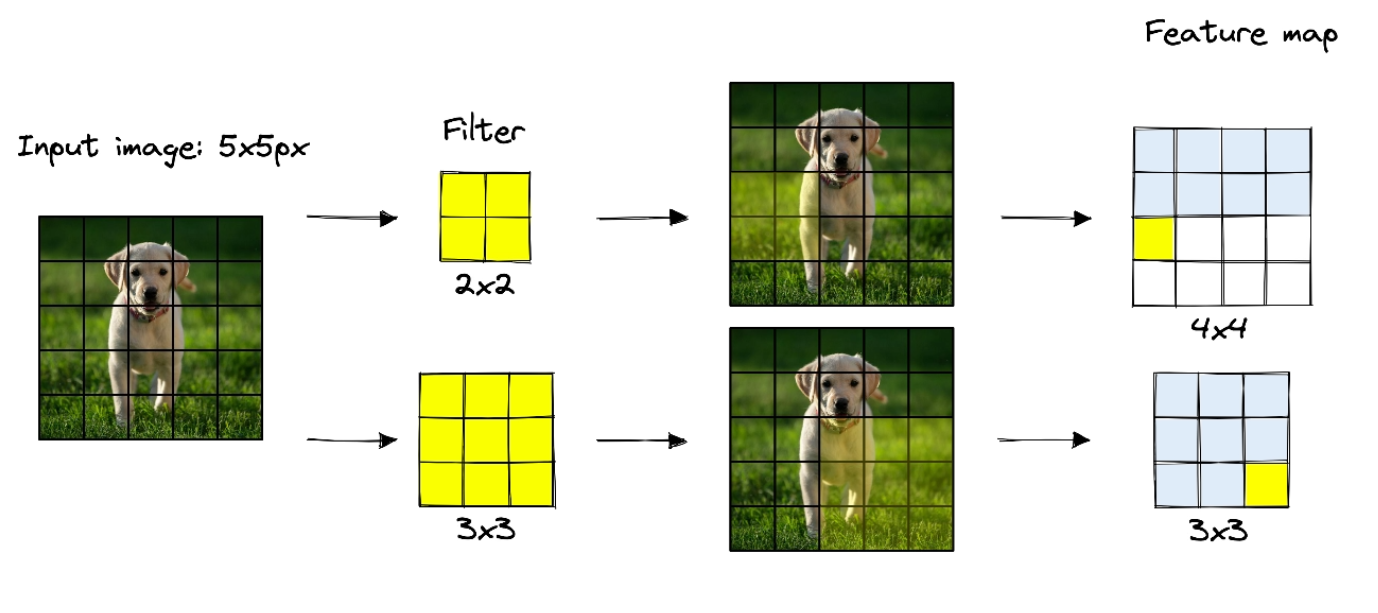 Feature map
Input image: 5x5px
Filter
2x2
4x4
3x3
3x3